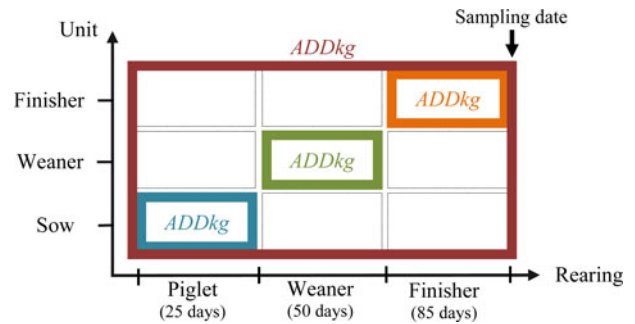 Sampling date
Unit
ADDkg
Finisher
ADDkg
Weaner
ADDkg
Sow
ADDkg
Rearing
Piglet
(25 days)
Weaner
(50 days)
Finisher
(85 days)